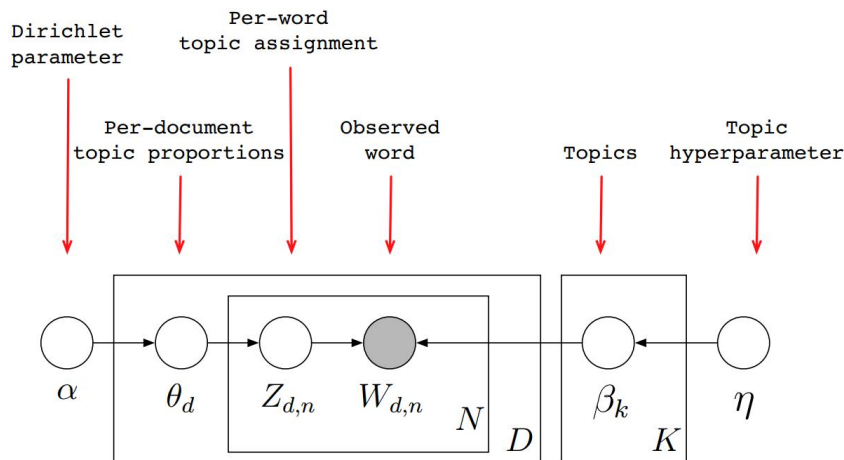 Dirichlet
parameter
Per-word
topic assignment
Per-document
topic proportions
Observed
word
Topics
Topic
hyperparameter
α
θd
Zd,n
Wd,n
N
D
βk
K
η